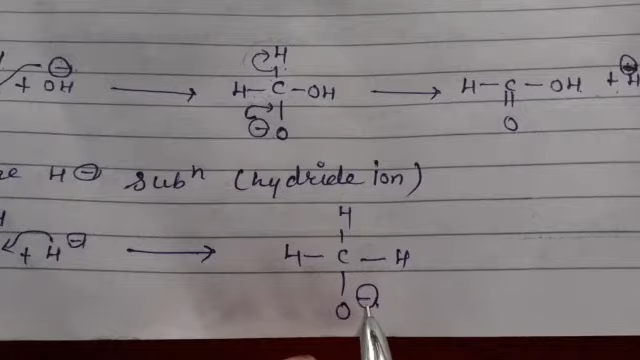 H
+ OH ⊖ ⟶ H–C–OH ⟶ H–C–OH + H ⊖
⊖ O O
H ⊖ Subⁿ (hydride ion)
H
+ H ⊖ ⟶ H–C–H
O ⊖